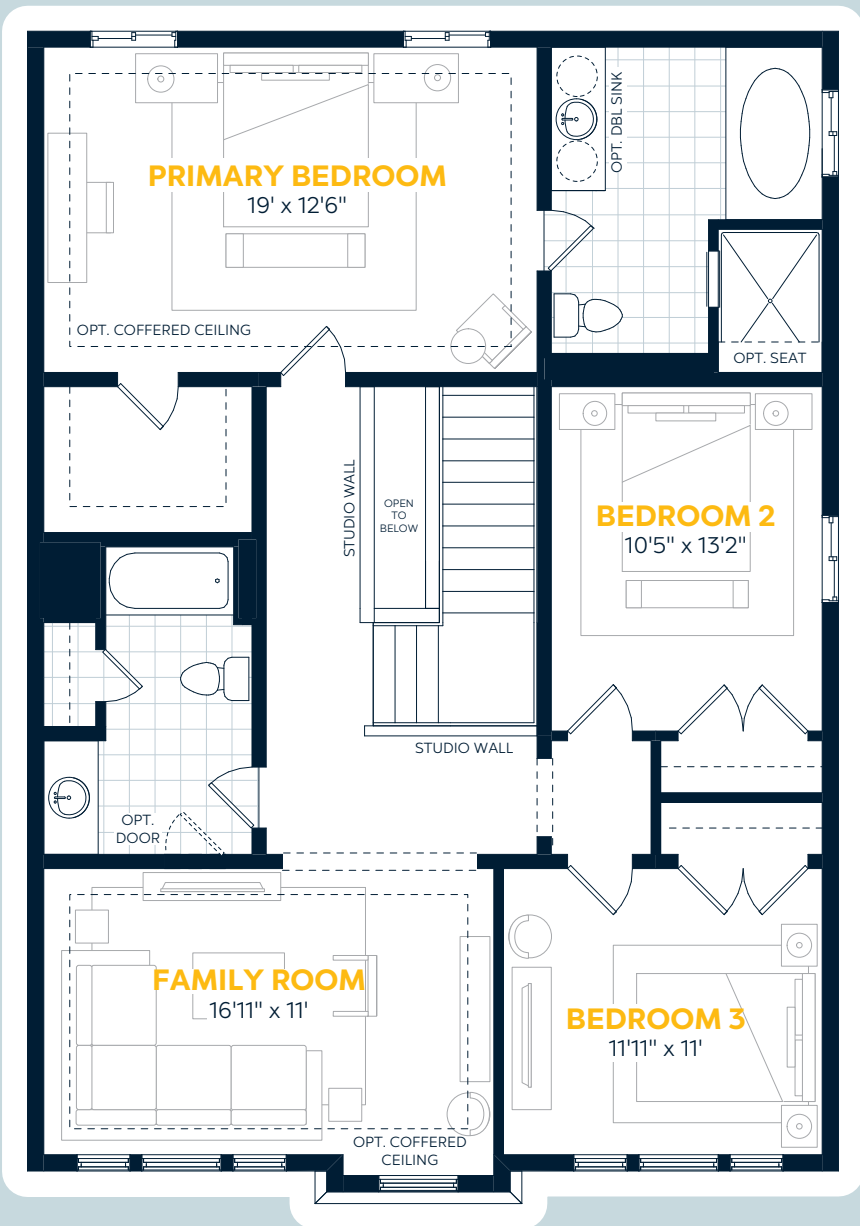 OPT. DBL SINK
PRIMARY BEDROOM
19' x 12'6"
OPT. COFFERED CEILING
OPT. SEAT
STUDIO WALL
OPEN
TO
BELOW
BEDROOM 2
10'5" x 13'2"
STUDIO WALL
OPT.
DOOR
FAMILY ROOM
16'11" x 11'
BEDROOM 3
11'11" x 11'
OPT. COFFERED
CEILING